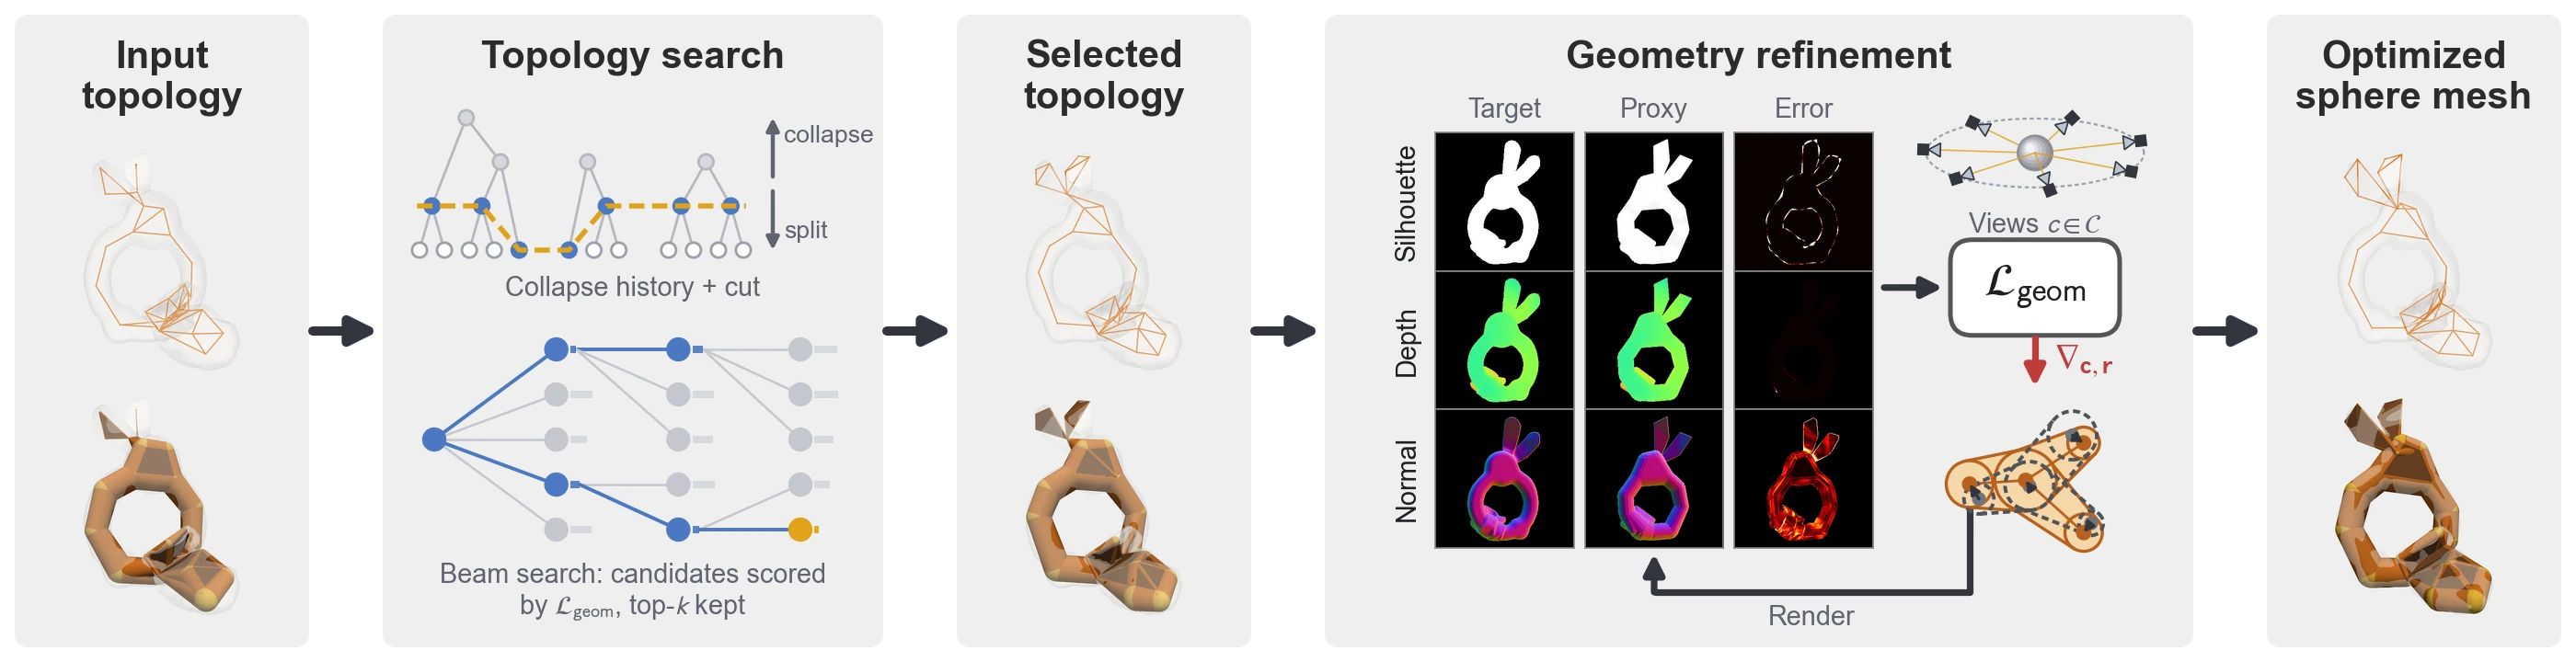 Input
topology
Topology search
collapse
split
Collapse history + cut
Beam search: candidates scored
by ℒgeom, top-k kept
Selected
topology
Geometry refinement
Target
Proxy
Error
Silhouette
Depth
Normal
Views c∈𝒞
ℒgeom
∇c,r
Render
Optimized
sphere mesh